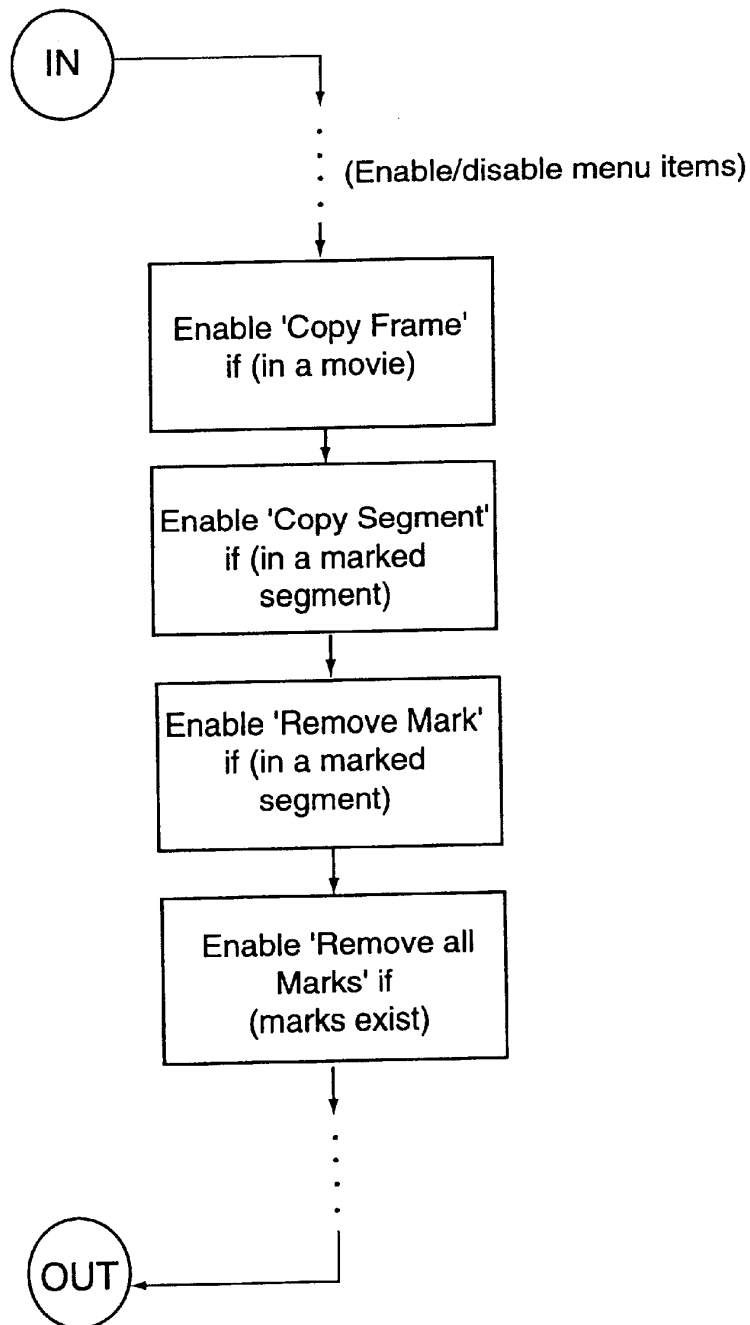 IN
(Enable/disable menu items)
Enable 'Copy Frame'
if (in a movie)
Enable 'Copy Segment'
if (in a marked
segment)
Enable 'Remove Mark'
if (in a marked
segment)
Enable 'Remove all
Marks' if
(marks exist)
OUT